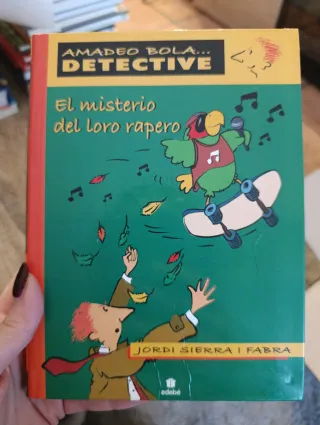 AMADEO BOLA...
DETECTIVE
El misterio
del loro rapero
JORDI SIERRA I FABRA
edebé